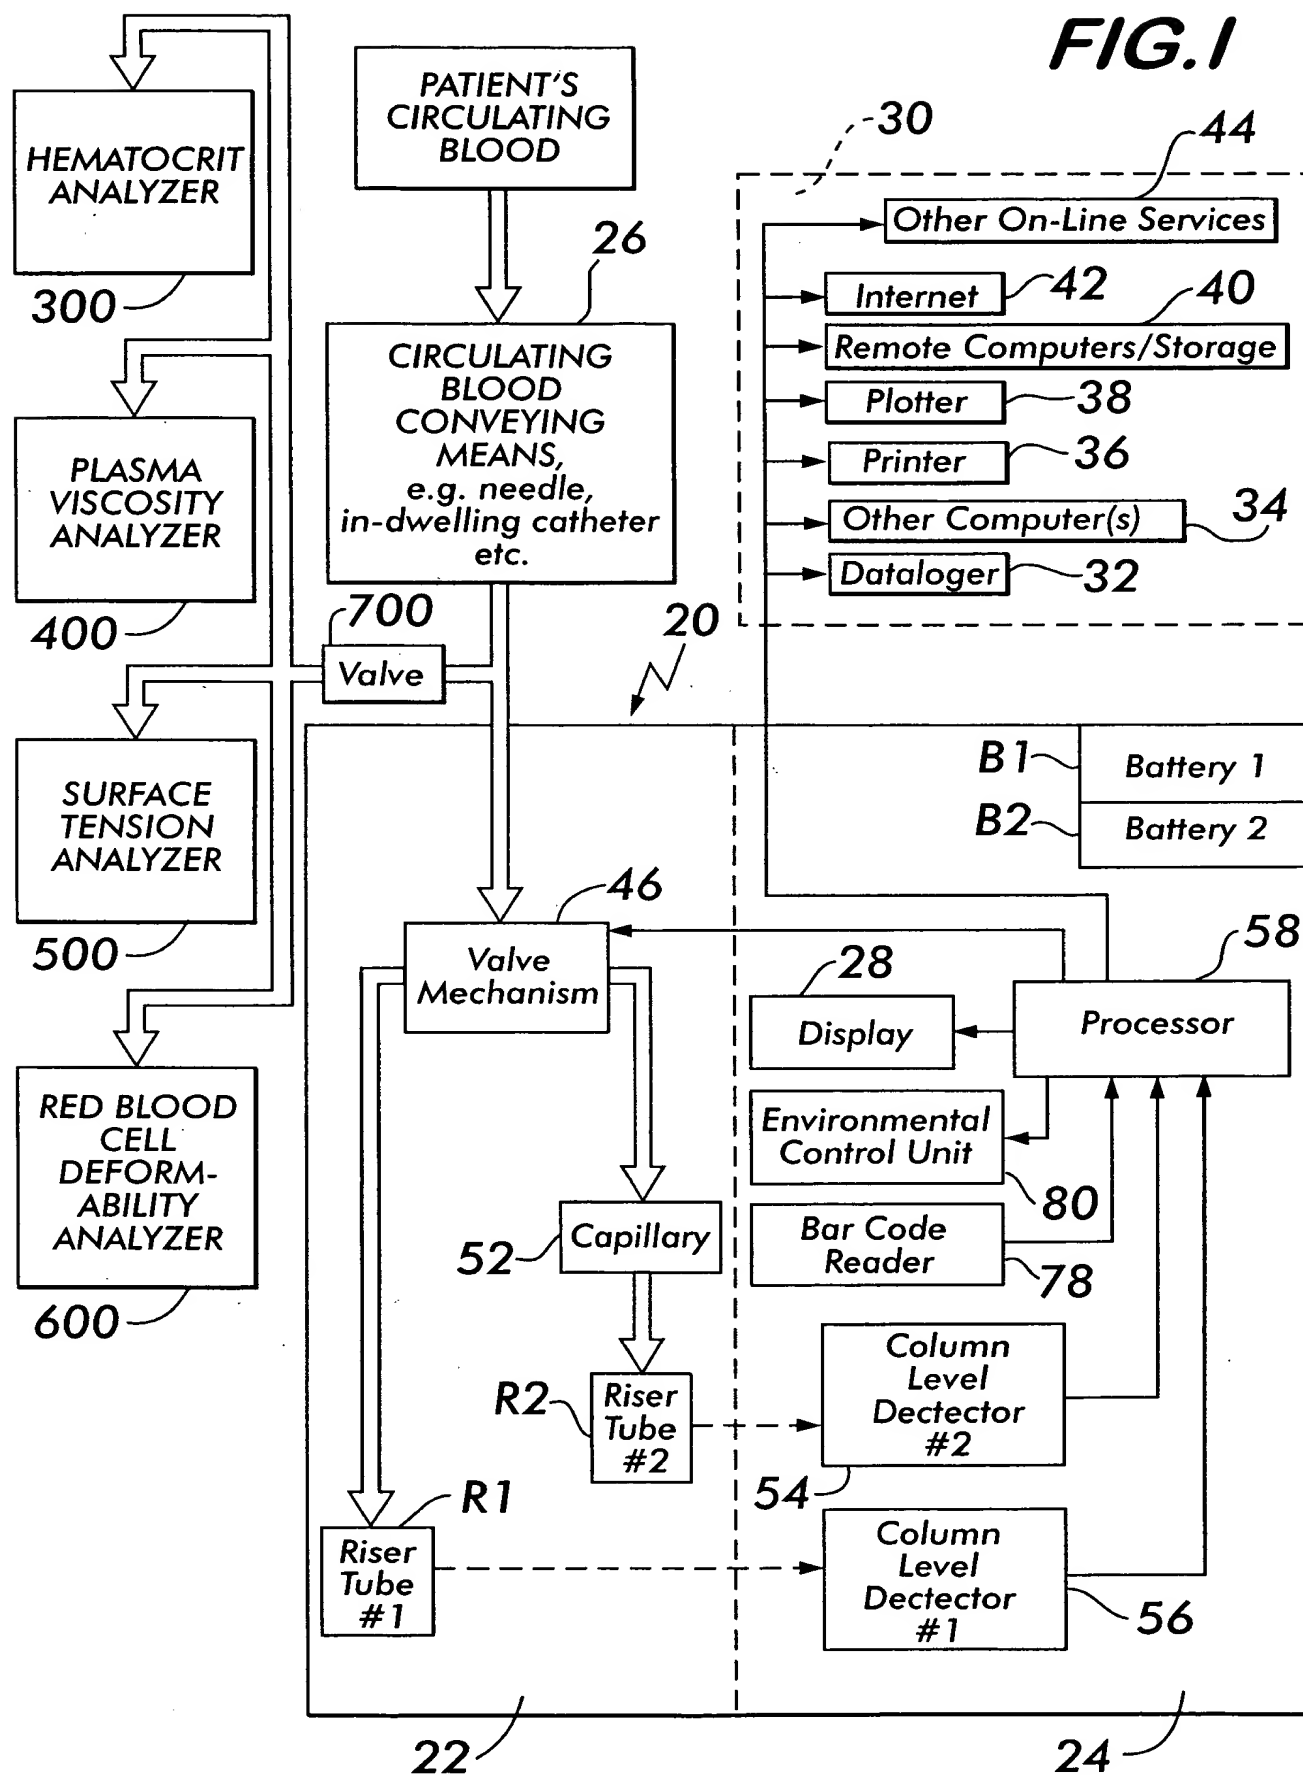 FIG.1
PATIENT'S
CIRCULATING
BLOOD
30
44
Other On-Line Services
HEMATOCRIT
ANALYZER
300
26
Internet
42
40
Remote Computers/Storage
CIRCULATING
BLOOD
CONVEYING
MEANS,
e.g. needle,
in-dwelling catheter
etc.
Plotter
38
Printer
36
Other Computer(s)
34
Dataloger
32
PLASMA
VISCOSITY
ANALYZER
400
700
Valve
20
B1
Battery 1
B2
Battery 2
SURFACE
TENSION
ANALYZER
500
46
Valve
Mechanism
28
Display
58
Processor
RED BLOOD
CELL
DEFORM-
ABILITY
ANALYZER
600
Environmental
Control Unit
80
Bar Code
Reader
78
52
Capillary
R2
Riser
Tube
#2
Column
Level
Dectector
#2
54
R1
Riser
Tube
#1
Column
Level
Dectector
#1
56
22
24